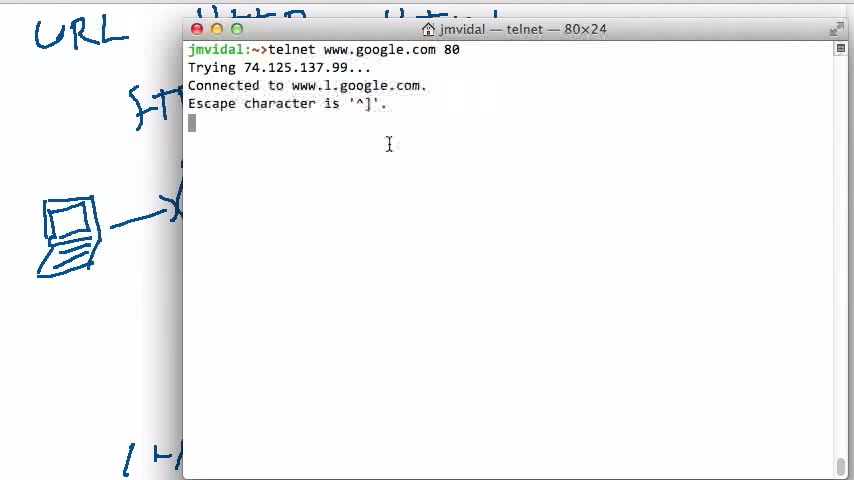 URL
jmvidal — telnet — 80×24
jmvidal:~>telnet www.google.com 80
Trying 74.125.137.99...
Connected to www.l.google.com.
Escape character is '^]'.